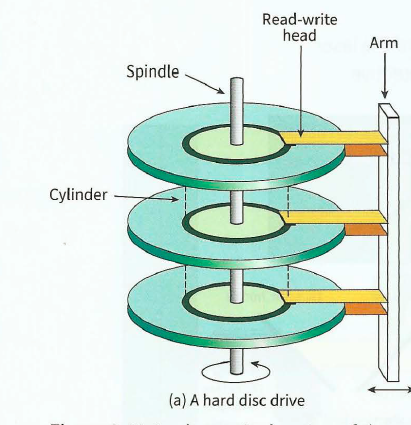 Read-write
head
Arm
Spindle
Cylinder
(a) A hard disc drive